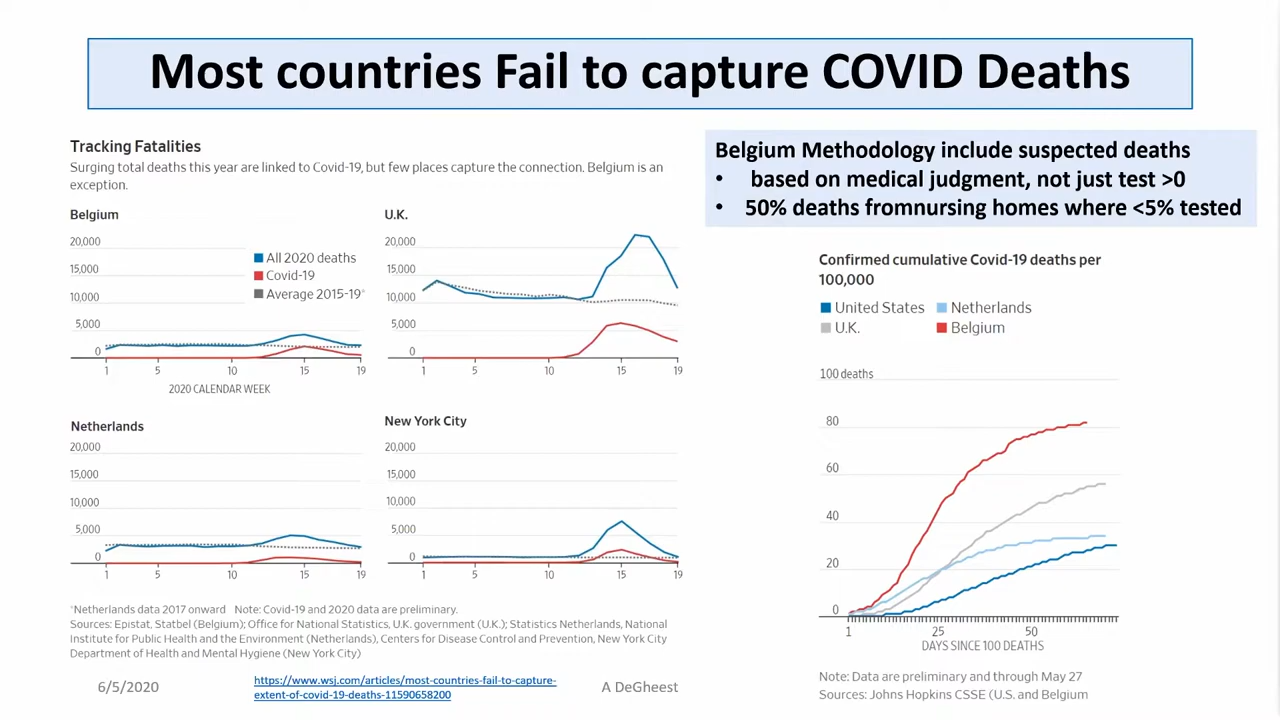 Most countries Fail to capture COVID Deaths
Tracking Fatalities
Surging total deaths this year are linked to Covid-19, but few places capture the connection. Belgium is an
exception.
Belgium
20,000
15,000
10,000
5,000
0
1
5
10
15
19
2020 CALENDAR WEEK
All 2020 deaths
Covid-19
Average 2015-19*
U.K.
20,000
15,000
10,000
5,000
0
1
5
10
15
19
Netherlands
20,000
15,000
10,000
5,000
0
1
5
10
15
19
New York City
20,000
15,000
10,000
5,000
0
1
5
10
15
19
*Netherlands data 2017 onward Note: Covid-19 and 2020 data are preliminary.
Sources: Epistat, Statbel (Belgium); Office for National Statistics, U.K. government (U.K.); Statistics Netherlands, National
Institute for Public Health and the Environment (Netherlands), Centers for Disease Control and Prevention, New York City
Department of Health and Mental Hygiene (New York City)
Belgium Methodology include suspected deaths
• based on medical judgment, not just test >0
• 50% deaths fromnursing homes where <5% tested
Confirmed cumulative Covid-19 deaths per
100,000
United States
Netherlands
U.K.
Belgium
100 deaths
80
60
40
20
0
1
25
50
DAYS SINCE 100 DEATHS
Note: Data are preliminary and through May 27
Sources: Johns Hopkins CSSE (U.S. and Belgium
6/5/2020
https://www.wsj.com/articles/most-countries-fail-to-capture-
extent-of-covid-19-deaths-11590658200
A DeGheest